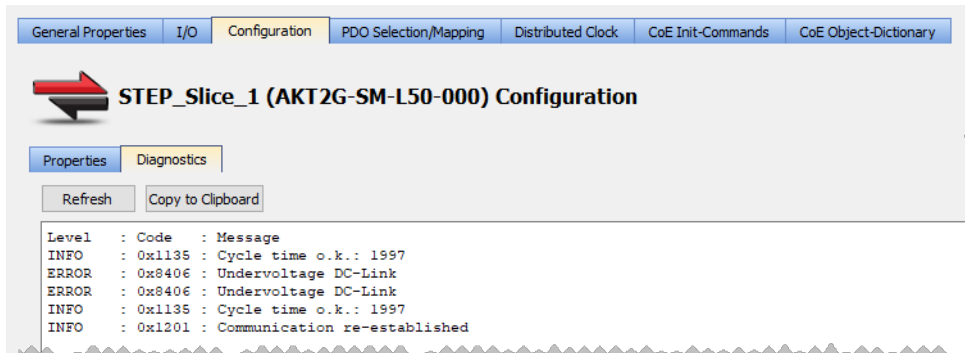 General Properties I/O Configuration PDO Selection/Mapping Distributed Clock CoE Init-Commands CoE Object-Dictionary
STEP_Slice_1 (AKT2G-SM-L50-000) Configuration
Properties Diagnostics
Refresh Copy to Clipboard
Level : Code : Message
INFO : 0x1135 : Cycle time o.k.: 1997
ERROR : 0x8406 : Undervoltage DC-Link
ERROR : 0x8406 : Undervoltage DC-Link
INFO : 0x1135 : Cycle time o.k.: 1997
INFO : 0x1201 : Communication re-established